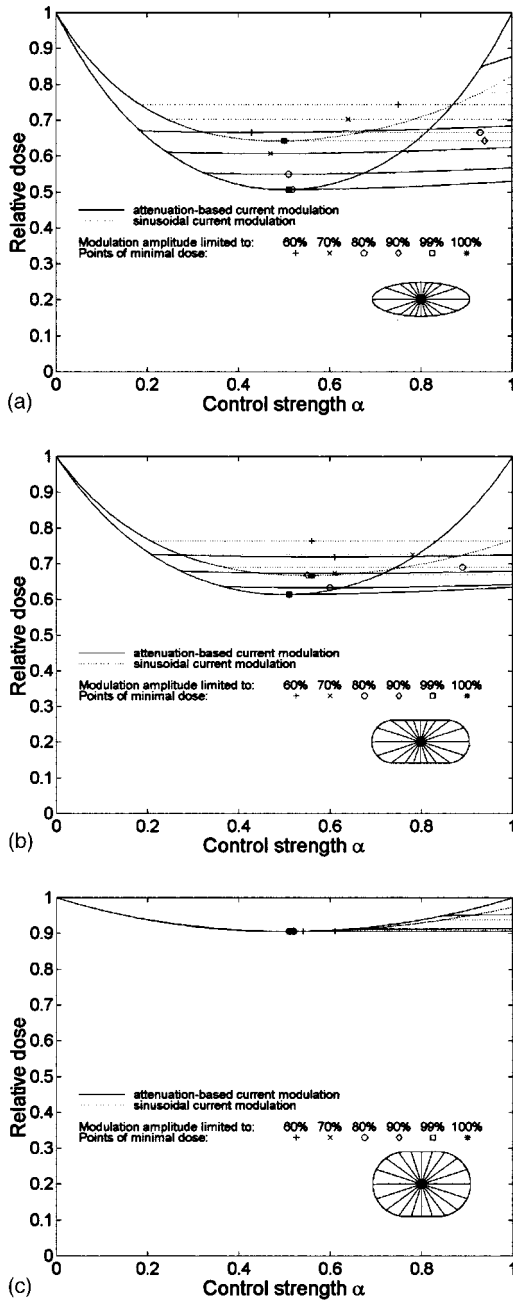 1
0.9
0.8
0.7
0.6
0.5
0.4
0.3
0.2
0.1
0
Relative dose
attenuation-based current modulation
sinusoidal current modulation
Modulation amplitude limited to: 60% 70% 80% 90% 99% 100%
Points of minimal dose:
0 0.2 0.4 0.6 0.8 1
Control strength α
(a)
1
0.9
0.8
0.7
0.6
0.5
0.4
0.3
0.2
0.1
0
Relative dose
attenuation-based current modulation
sinusoidal current modulation
Modulation amplitude limited to: 60% 70% 80% 90% 99% 100%
Points of minimal dose:
0 0.2 0.4 0.6 0.8 1
Control strength α
(b)
1
0.9
0.8
0.7
0.6
0.5
0.4
0.3
0.2
0.1
0
Relative dose
attenuation-based current modulation
sinusoidal current modulation
Modulation amplitude limited to: 60% 70% 80% 90% 99% 100%
Points of minimal dose:
0 0.2 0.4 0.6 0.8 1
Control strength α
(c)